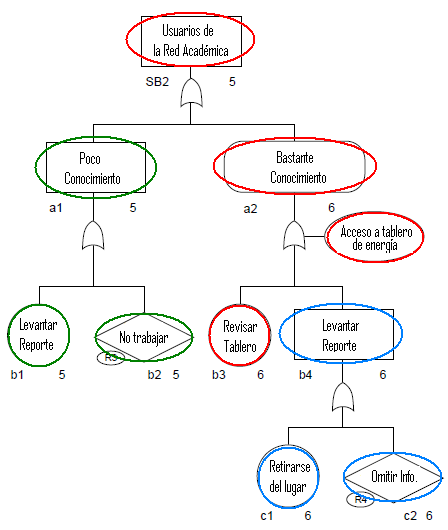 Usuarios de
la Red Académica
SB2 5
Poco
Conocimiento
a1 5
Bastante
Conocimiento
a2 6
Acceso a tablero
de energía
Levantar
Reporte
b1 5
No trabajar
R3
b2 5
Revisar
Tablero
b3 6
Levantar
Reporte
b4 6
Retirarse
del lugar
c1 6
Omitir Info.
R4
c2 6